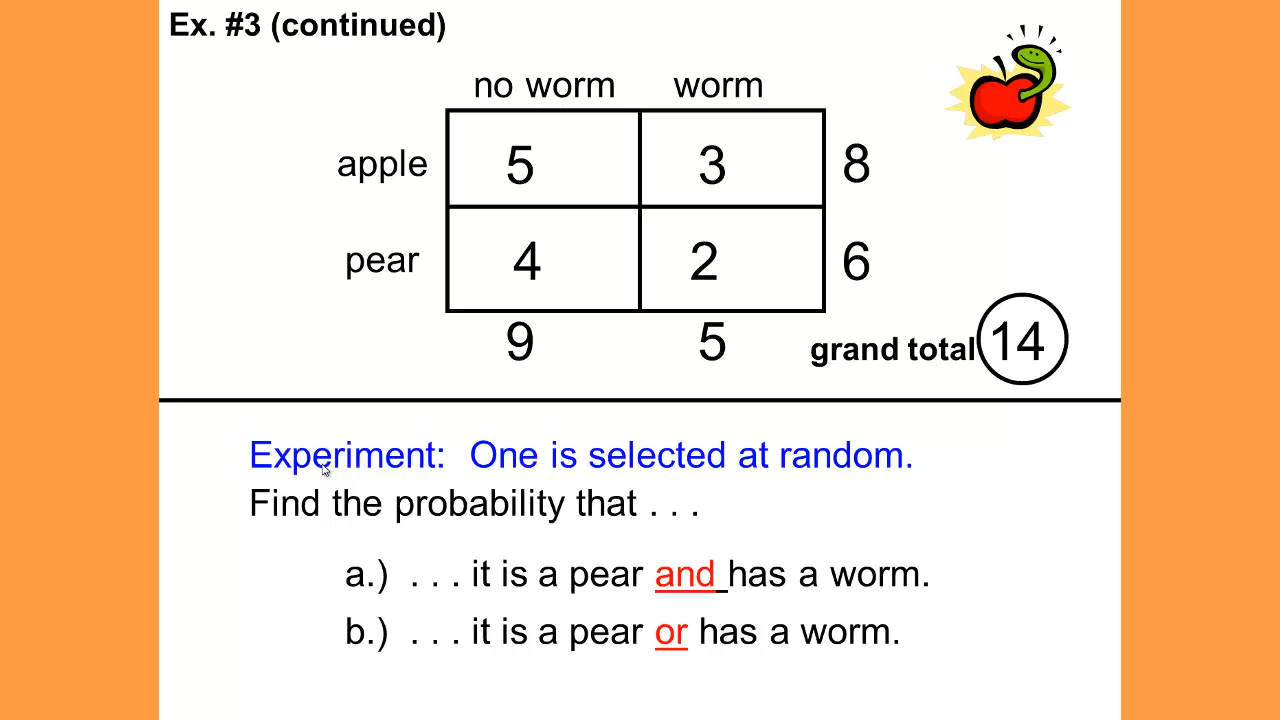 Ex. #3 (continued)
no worm worm
apple 5 3 8
pear 4 2 6
9 5 grand total 14
Experiment: One is selected at random.
Find the probability that . . .
a.) . . . it is a pear and has a worm.
b.) . . . it is a pear or has a worm.